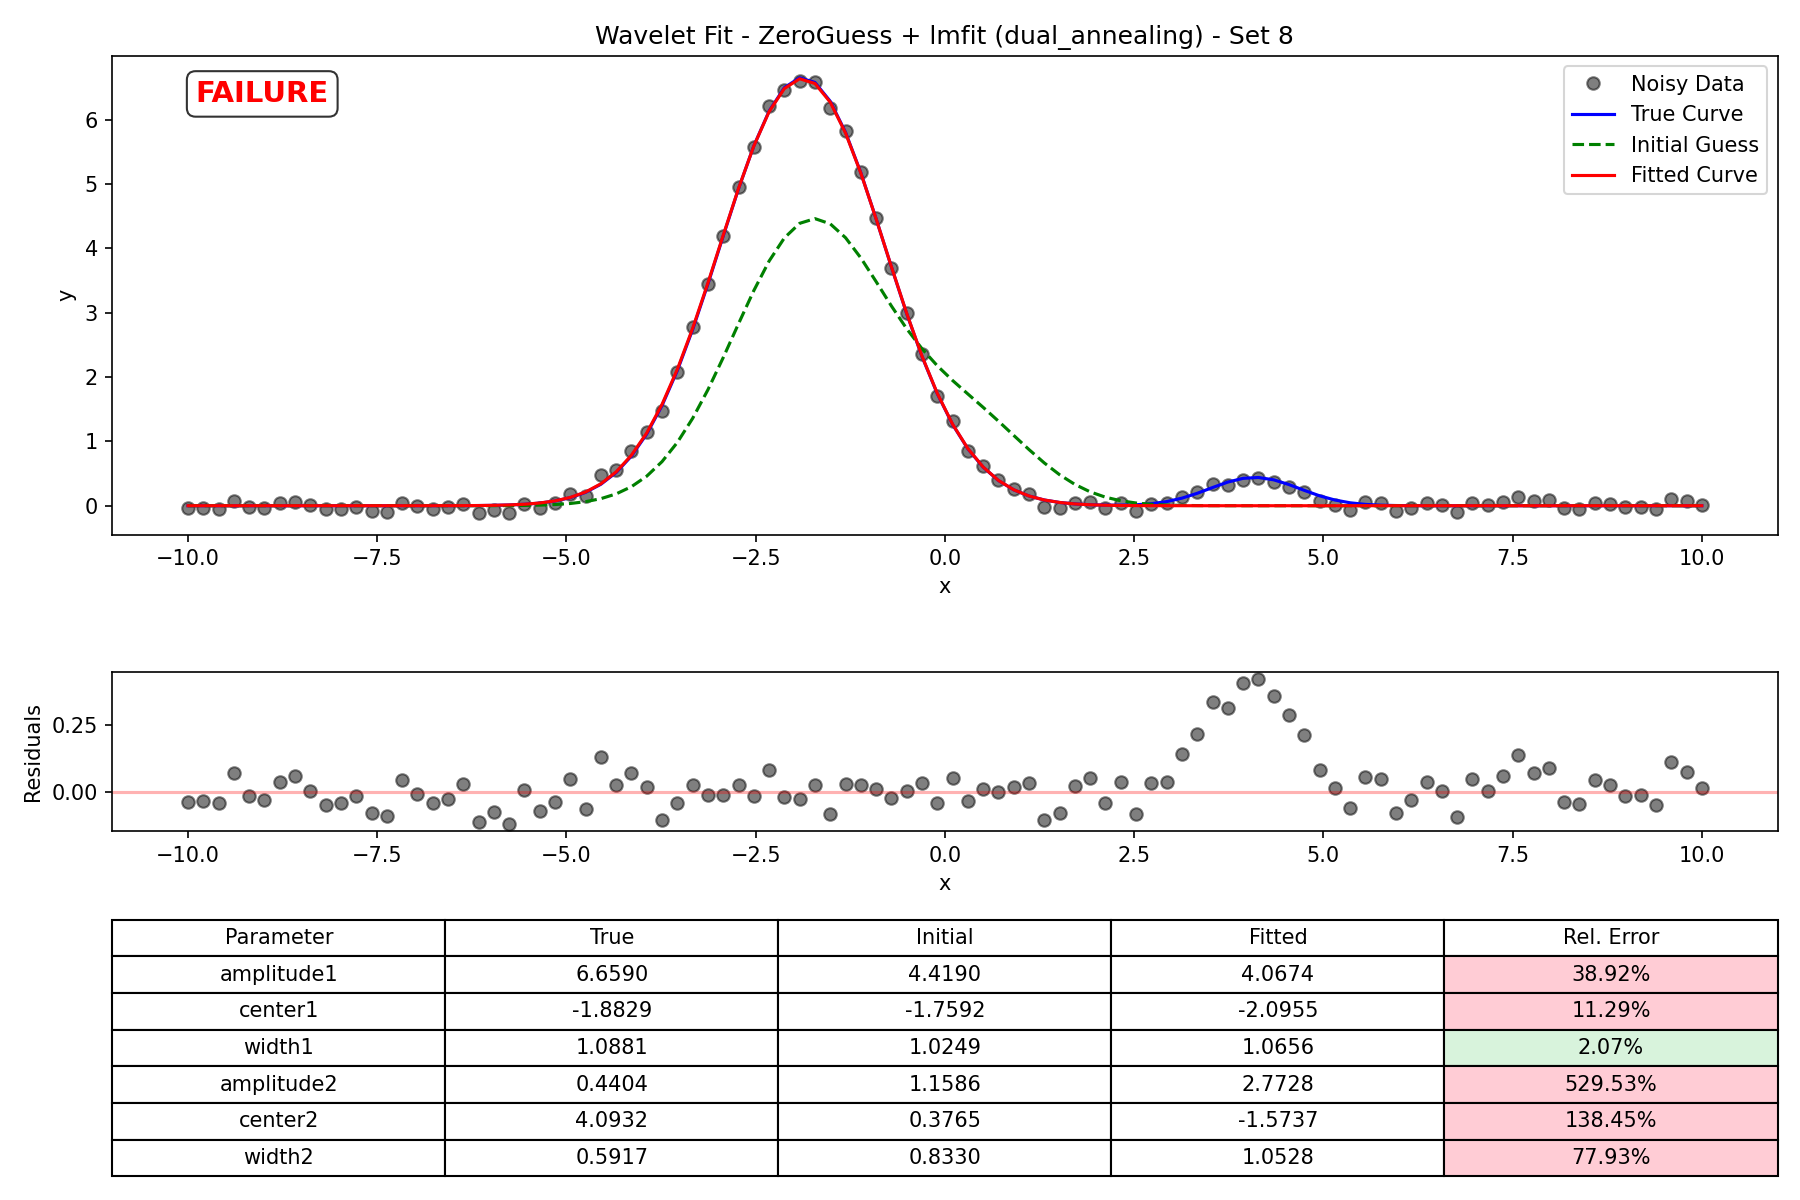 Wavelet Fit - ZeroGuess + lmfit (dual_annealing) - Set 8
FAILURE
Noisy Data
True Curve
Initial Guess
Fitted Curve
y
6
5
4
3
2
1
0
−10.0 −7.5 −5.0 −2.5 0.0 2.5 5.0 7.5 10.0
x
Residuals
0.25
0.00
−10.0 −7.5 −5.0 −2.5 0.0 2.5 5.0 7.5 10.0
x
Parameter True Initial Fitted Rel. Error
amplitude1 6.6590 4.4190 4.0674 38.92%
center1 -1.8829 -1.7592 -2.0955 11.29%
width1 1.0881 1.0249 1.0656 2.07%
amplitude2 0.4404 1.1586 2.7728 529.53%
center2 4.0932 0.3765 -1.5737 138.45%
width2 0.5917 0.8330 1.0528 77.93%